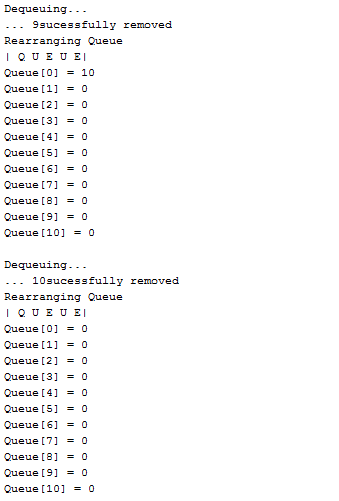 Dequeuing...
... 9sucessfully removed
Rearranging Queue
| Q U E U E|
Queue[0] = 10
Queue[1] = 0
Queue[2] = 0
Queue[3] = 0
Queue[4] = 0
Queue[5] = 0
Queue[6] = 0
Queue[7] = 0
Queue[8] = 0
Queue[9] = 0
Queue[10] = 0
Dequeuing...
... 10sucessfully removed
Rearranging Queue
| Q U E U E|
Queue[0] = 0
Queue[1] = 0
Queue[2] = 0
Queue[3] = 0
Queue[4] = 0
Queue[5] = 0
Queue[6] = 0
Queue[7] = 0
Queue[8] = 0
Queue[9] = 0
Queue[10] = 0